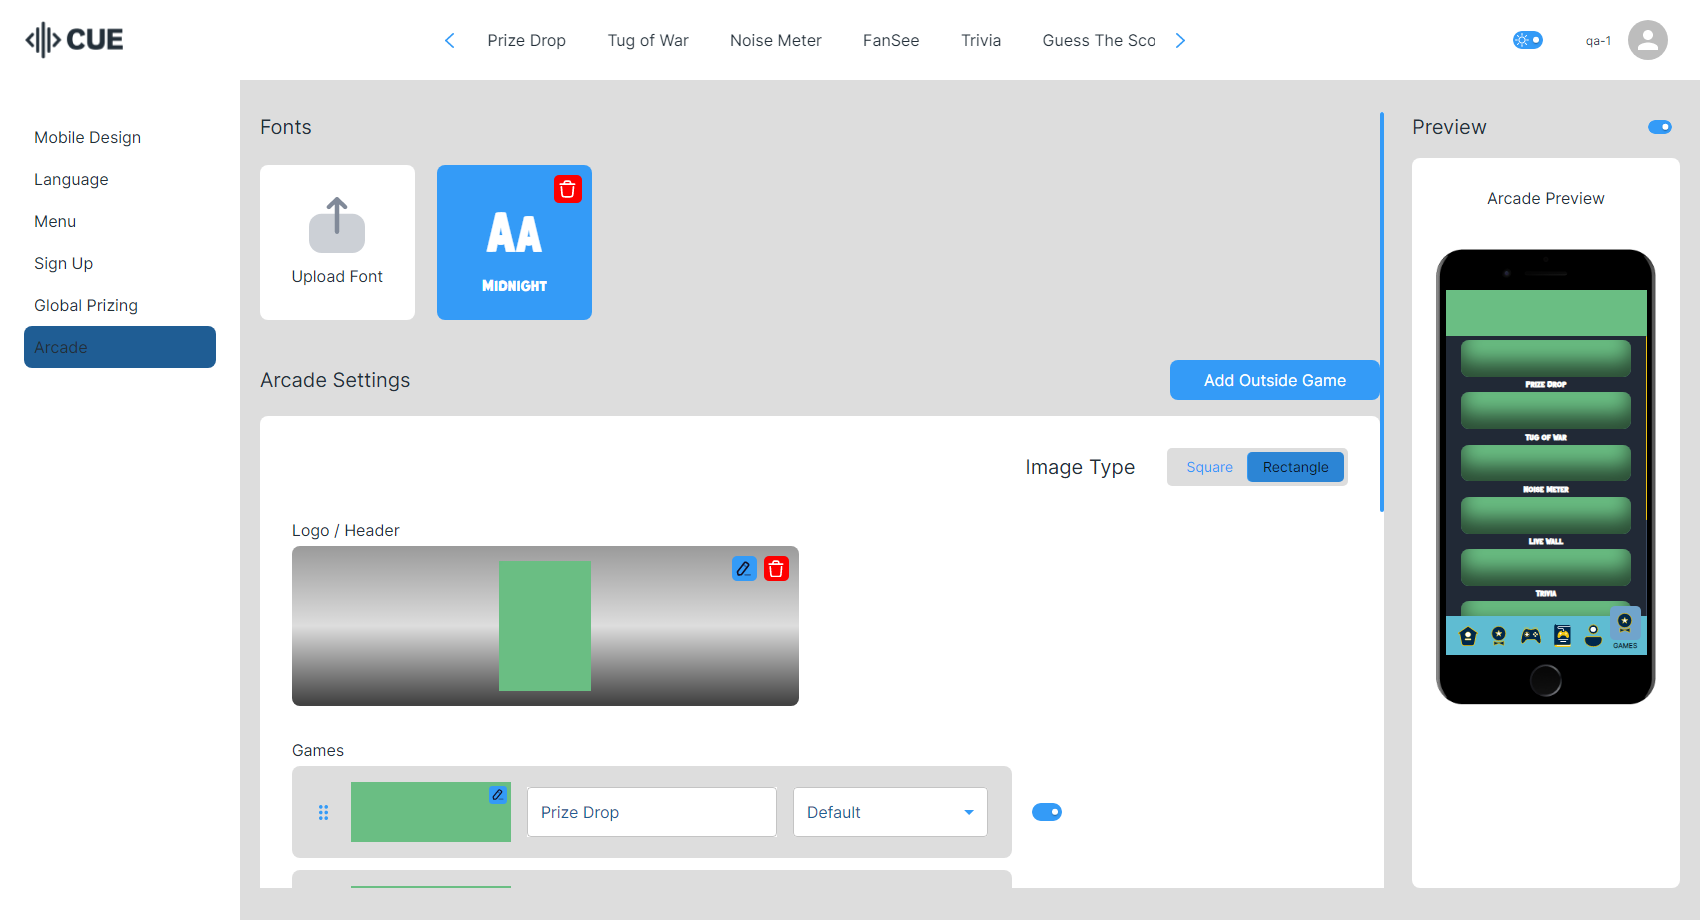 CUE
Prize Drop
Tug of War
Noise Meter
FanSee
Trivia
Guess The Sco
qa-1
Mobile Design
Language
Menu
Sign Up
Global Prizing
Arcade
Fonts
Upload Font
AA
MIDNIGHT
Arcade Settings
Add Outside Game
Image Type
Square
Rectangle
Logo / Header
Games
Prize Drop
Default
Preview
Arcade Preview
PRIZE DROP
TUG OF WAR
NOISE METER
LIVE WALL
TRIVIA
GAMES